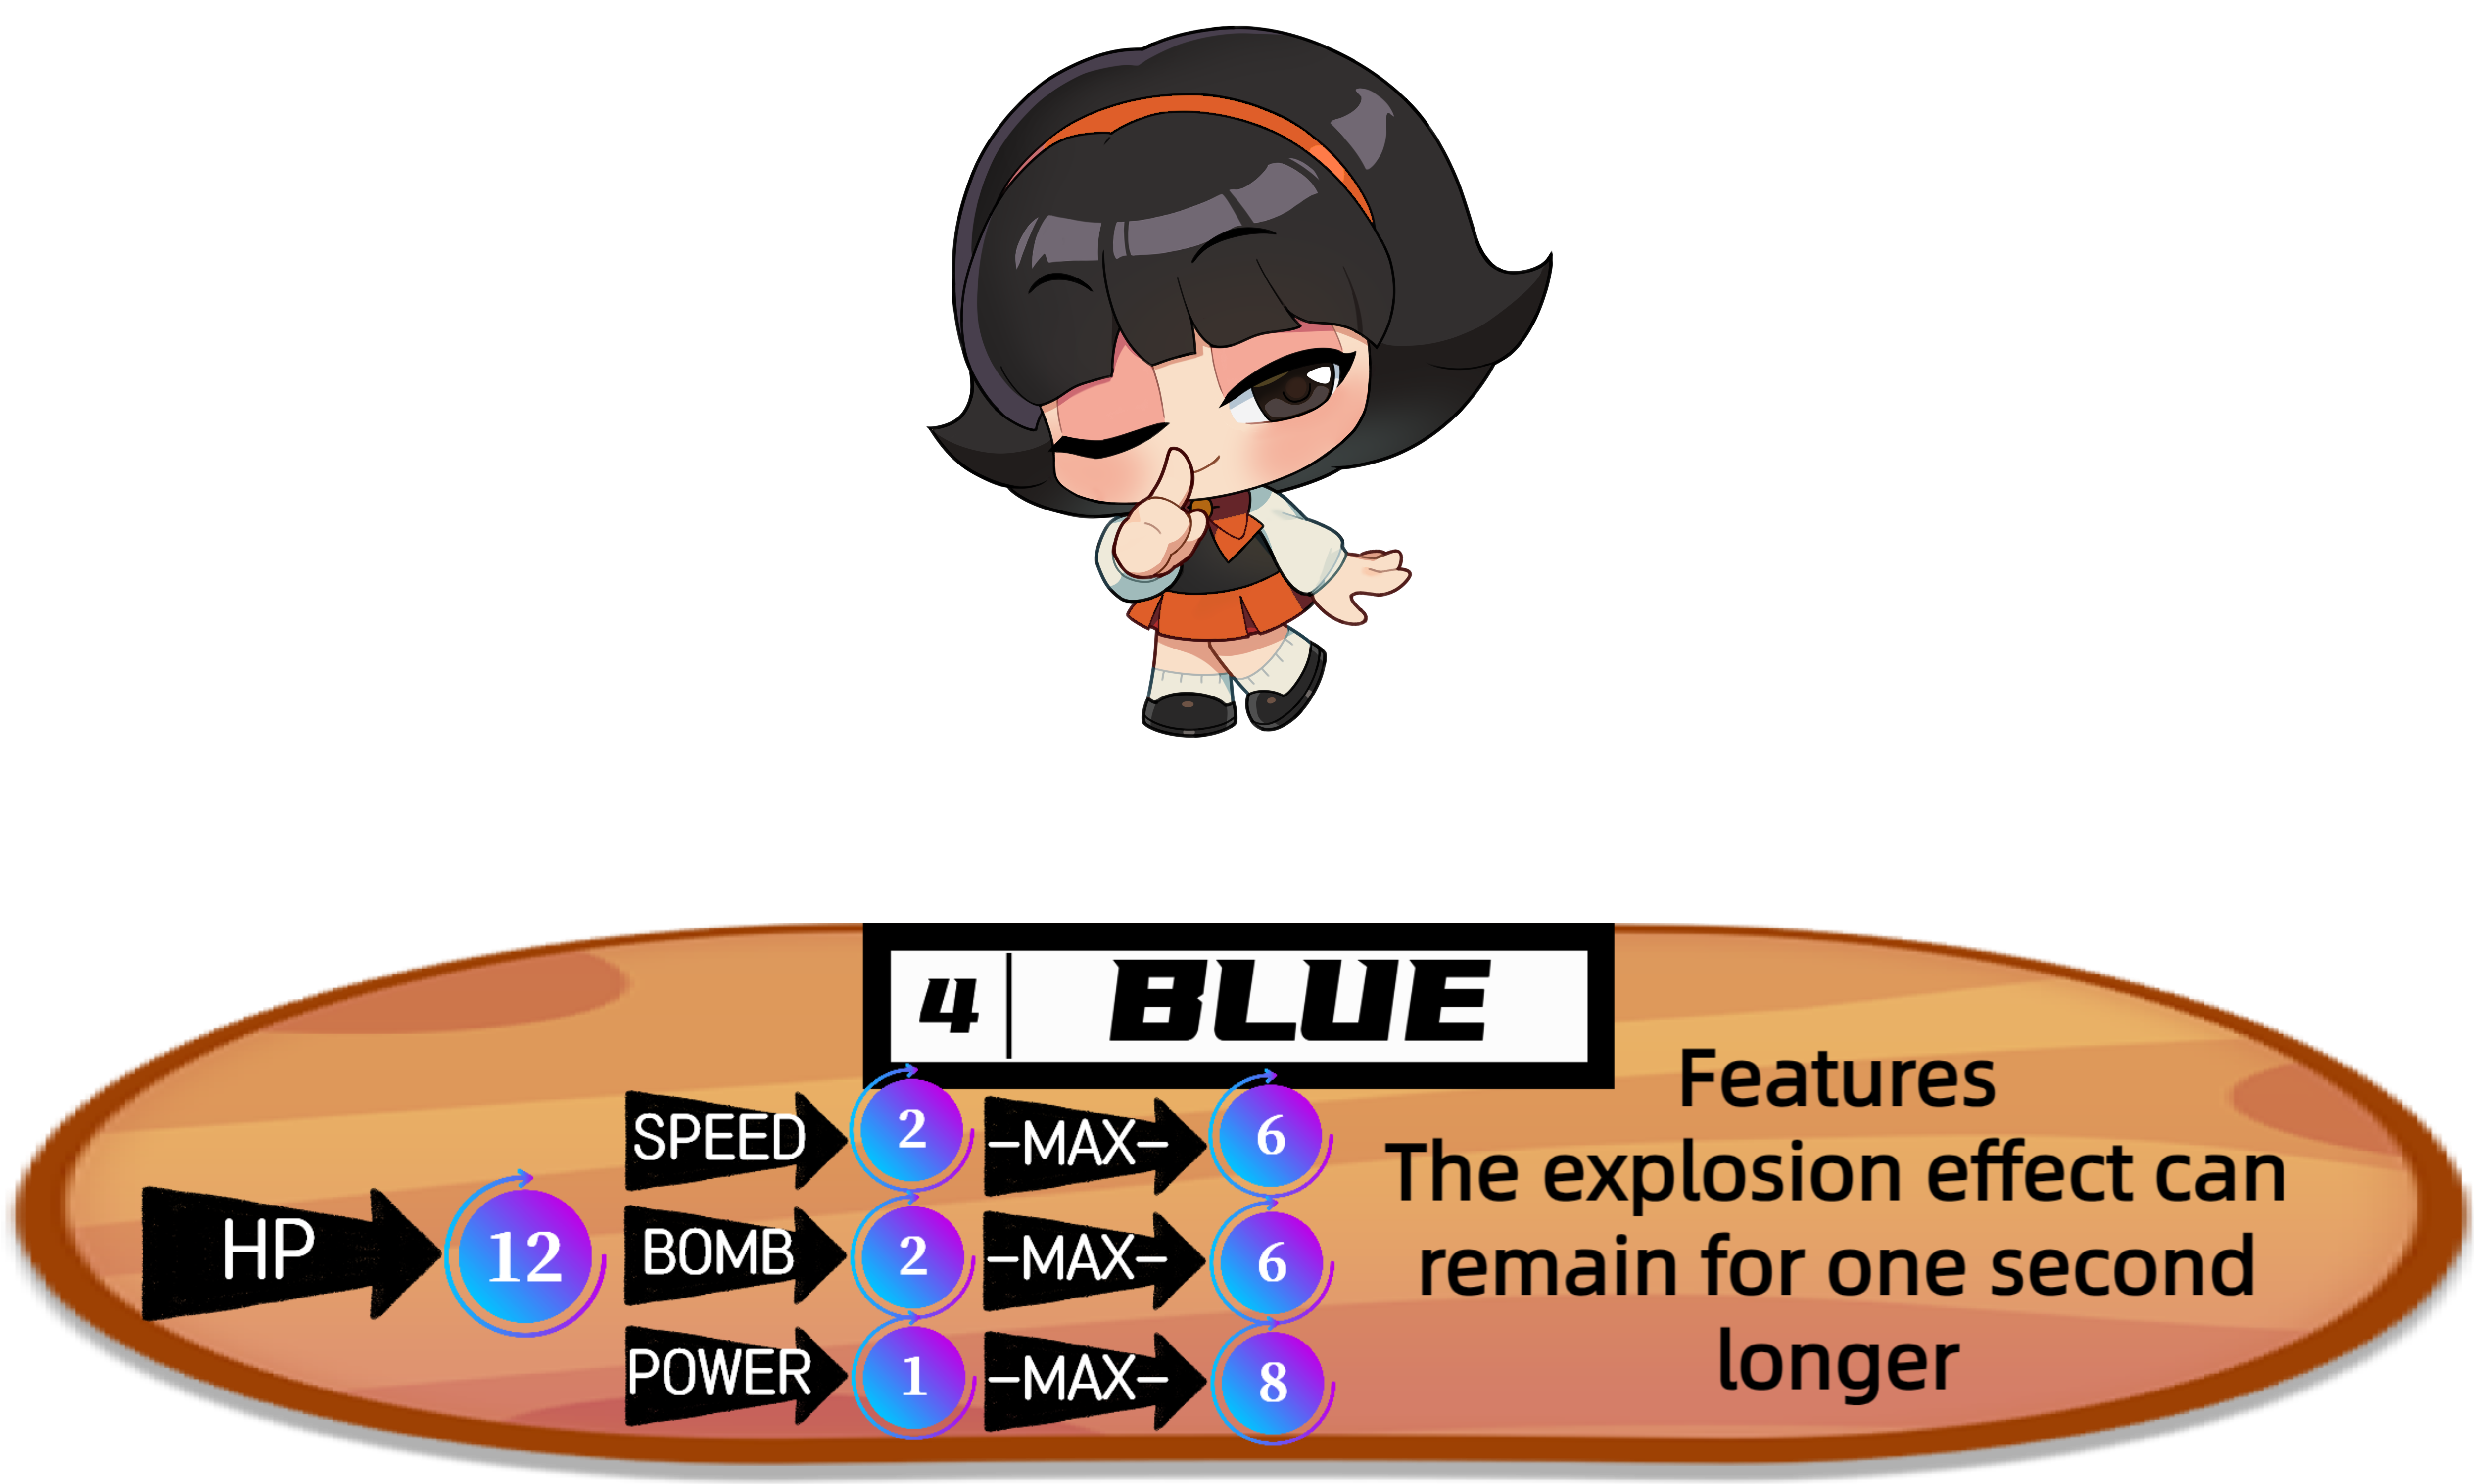 4 BLUE
HP 12
SPEED 2 -MAX- 6
BOMB 2 -MAX- 6
POWER 1 -MAX- 8
Features
The explosion effect can
remain for one second
longer